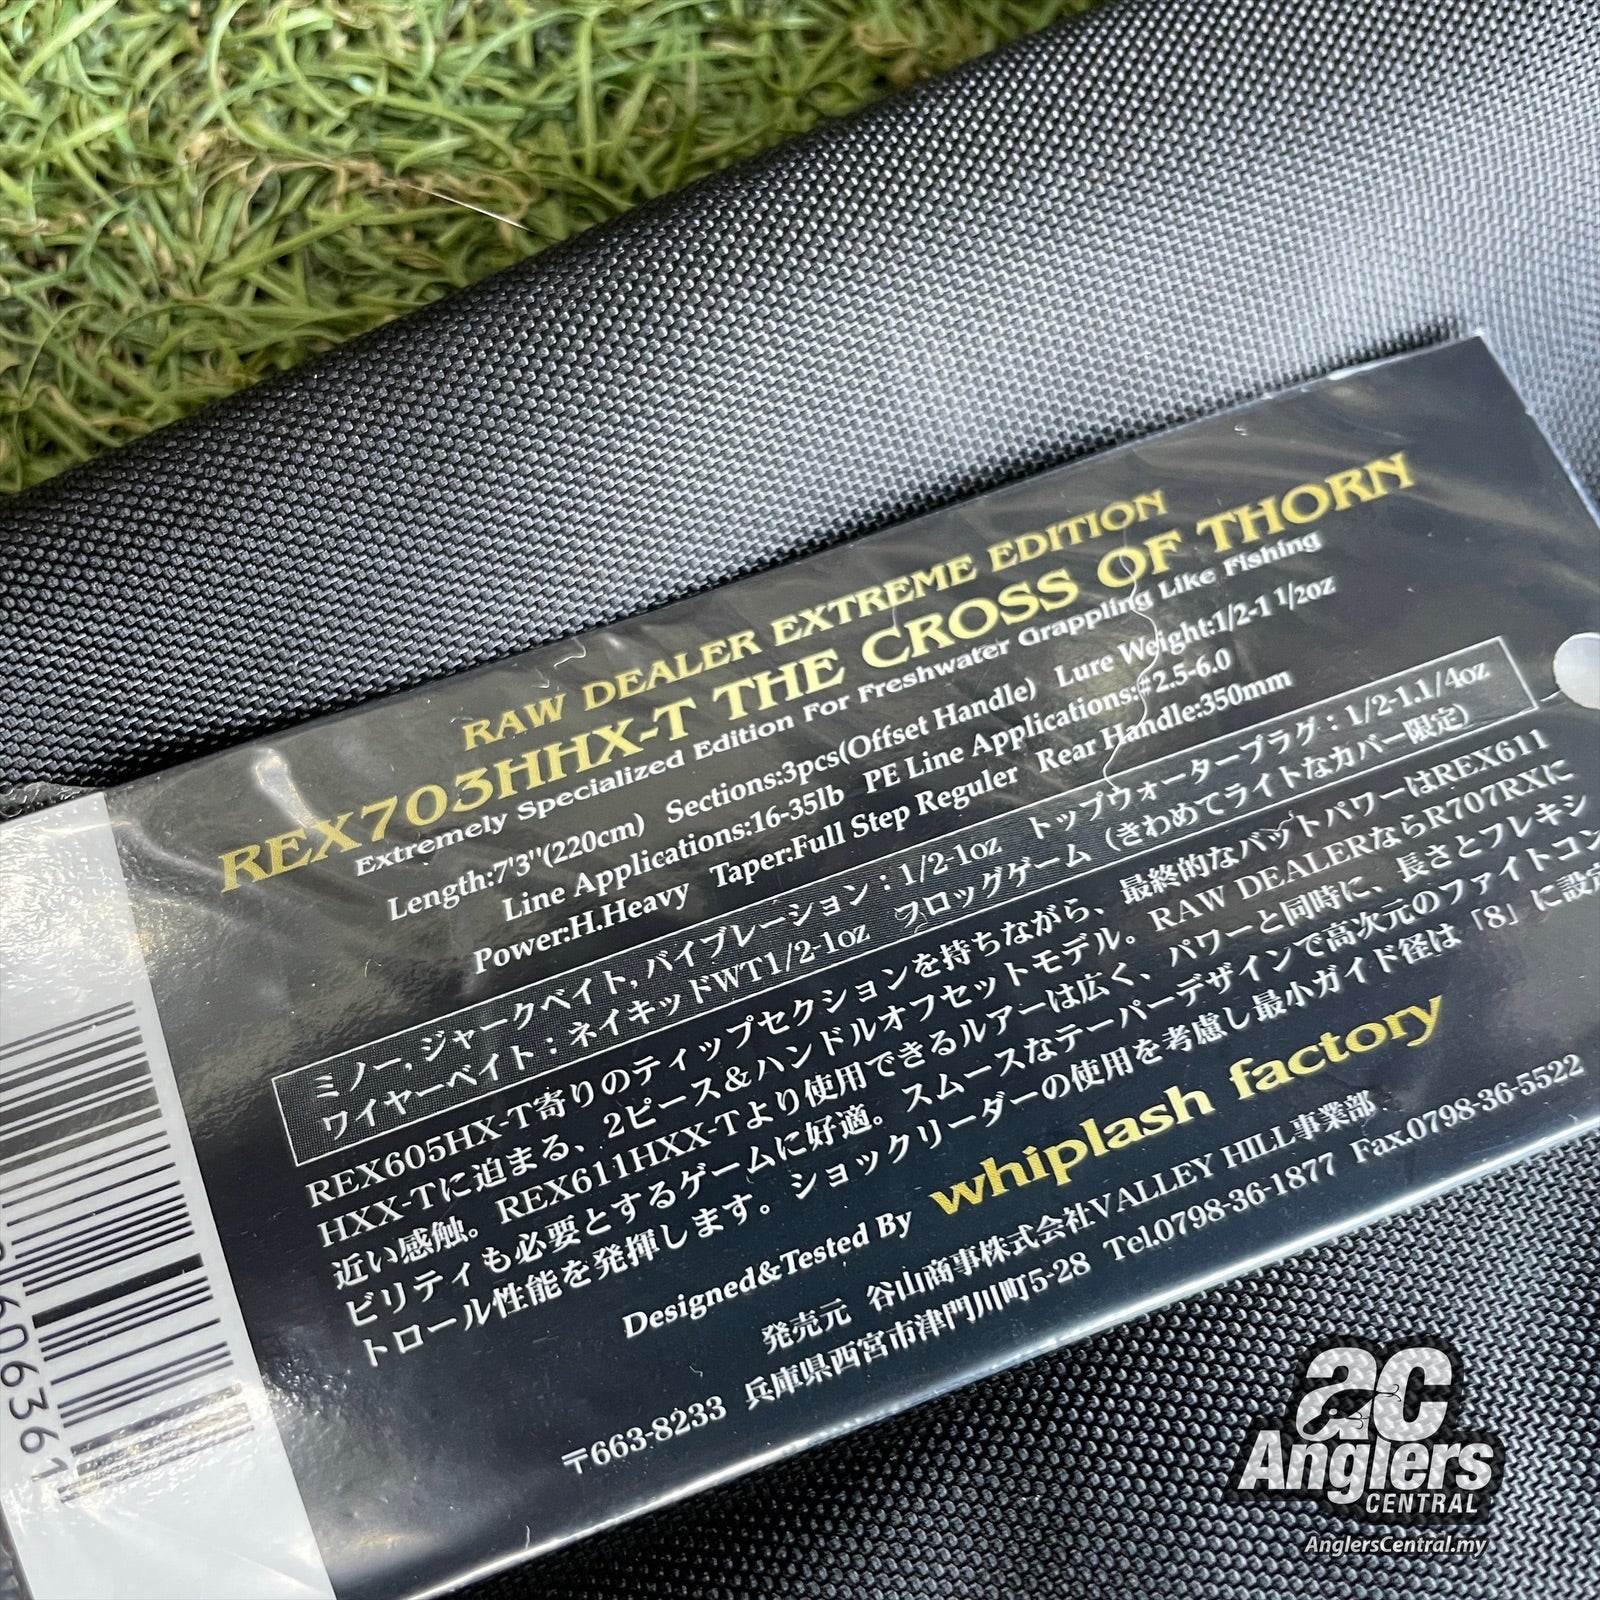 RAW DEALER EXTREME EDITION
REX703HHX-T THE CROSS OF THORN
Extremely Specialized Edition For Freshwater Grappling Like Fishing
Length:7'3"(220cm) Sections:3pcs(Offset Handle) Lure Weight:1/2-1 1/2oz
Line Applications:16-35lb PE Line Applications:#2.5-6.0
Power:H.Heavy Taper:Full Step Reguler Rear Handle:350mm
ミノー, ジャークベイト, バイブレーション：1/2-1oz トップウォータープラグ：1/2-1.1/4oz
ワイヤーベイト：ネイキッドWT1/2-1oz フロッグゲーム（きわめてライトなカバー限定）
REX605HX-T寄りのティップセクションを持ちながら、最終的なバットパワーはREX611
HXX-Tに迫まる、2ピース&ハンドルオフセットモデル。RAW DEALERならR707RXに
近い感触。REX611HXX-Tより使用できるルアーは広く、パワーと同時に、長さとフレキシ
ビリティも必要とするゲームに好適。スムースなテーパーデザインで高次元のファイトコン
トロール性能を発揮します。ショックリーダーの使用を考慮し最小ガイド径は「8」に設定
Designed&Tested By whiplash factory
発売元 谷山商事株式会社VALLEY HILL事業部
〒663-8233 兵庫県西宮市津門川町5-28 Tel.0798-36-1877 Fax.0798-36-5522
606361
ac
Anglers
CENTRAL
AnglersCentral.my